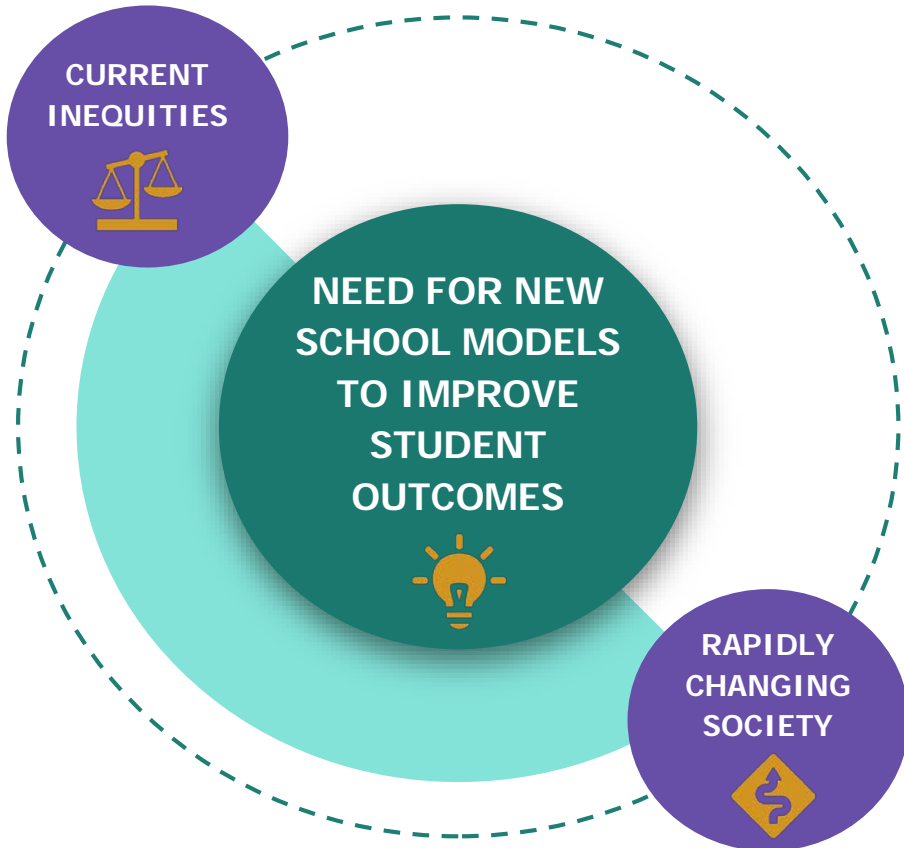 CURRENT
INEQUITIES
NEED FOR NEW
SCHOOL MODELS
TO IMPROVE
STUDENT
OUTCOMES
RAPIDLY
CHANGING
SOCIETY